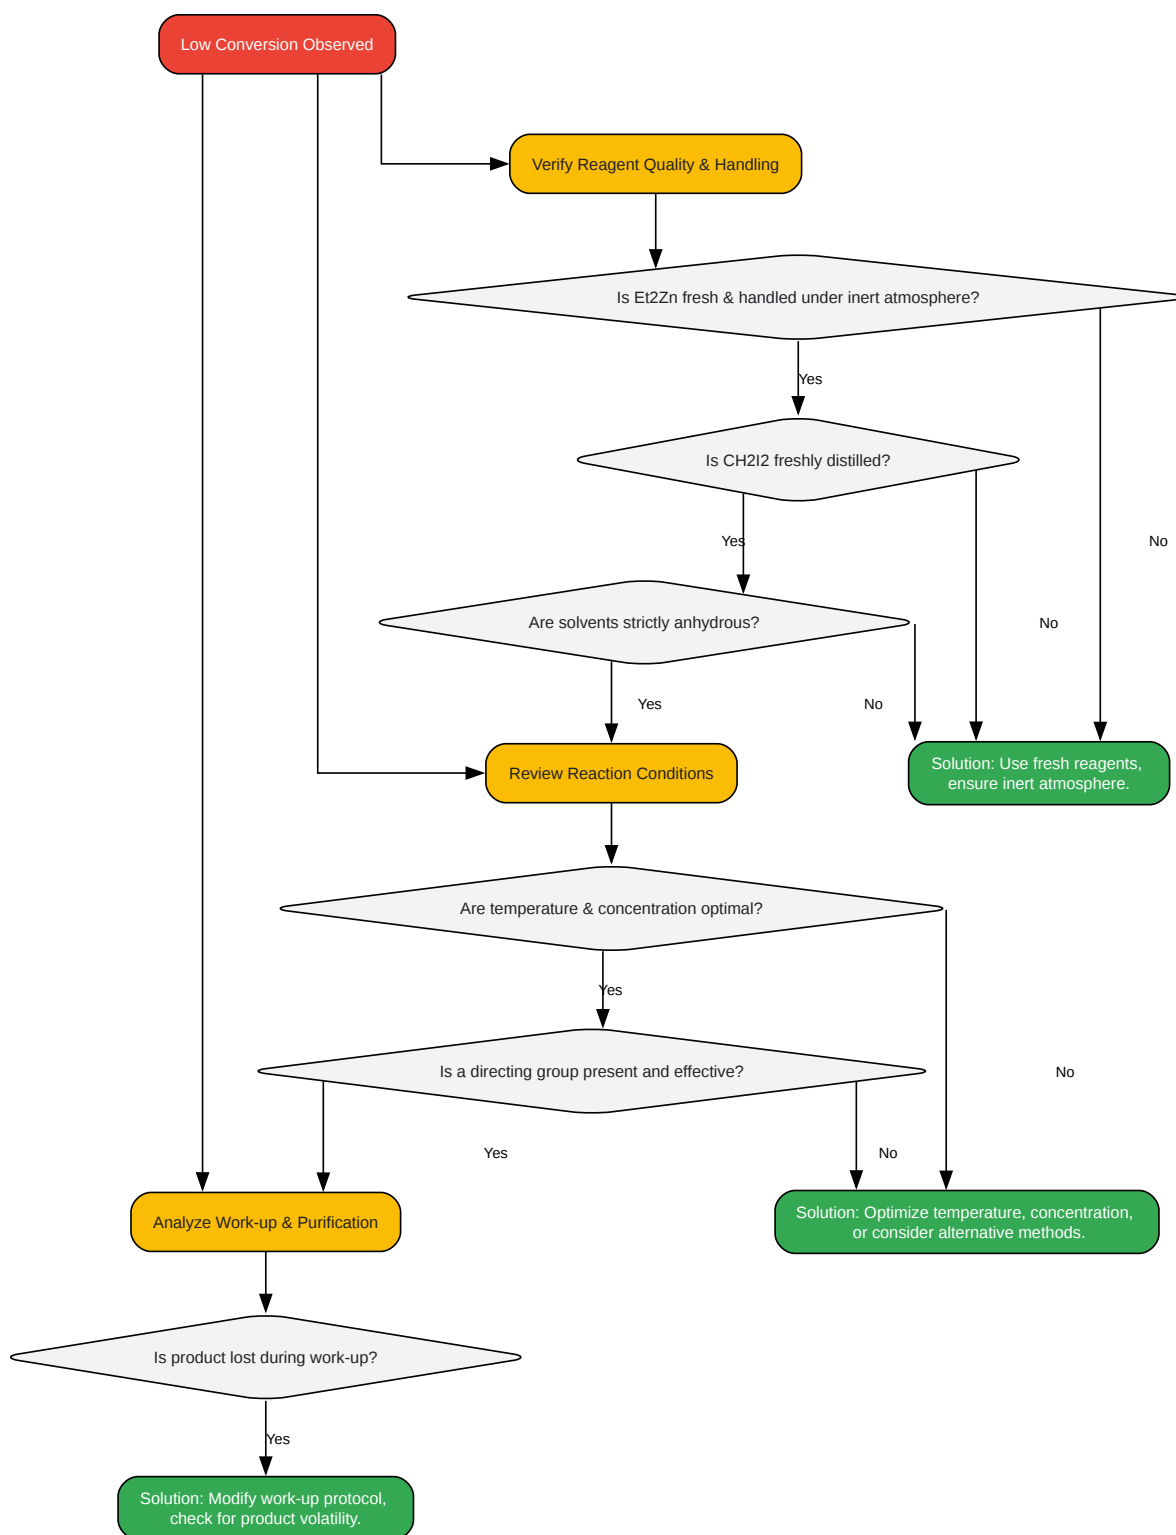 Low Conversion Observed
Verify Reagent Quality & Handling
Is Et2Zn fresh & handled under inert atmosphere?
Yes
Is CH2I2 freshly distilled?
Yes
No
Are solvents strictly anhydrous?
No
Yes
No
Review Reaction Conditions
Solution: Use fresh reagents,
ensure inert atmosphere.
Are temperature & concentration optimal?
Yes
Is a directing group present and effective?
No
Yes
No
Analyze Work-up & Purification
Solution: Optimize temperature, concentration,
or consider alternative methods.
Is product lost during work-up?
Yes
Solution: Modify work-up protocol,
check for product volatility.